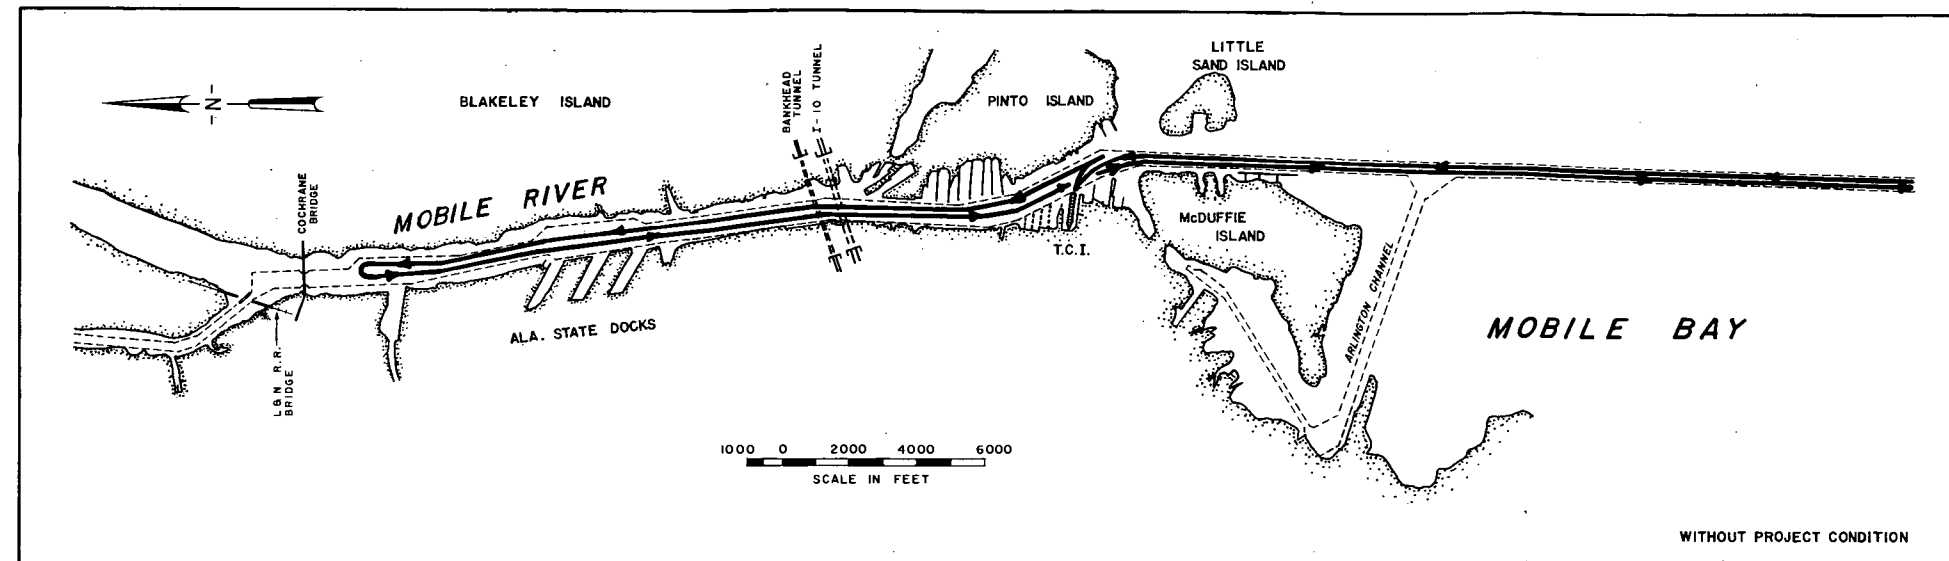 LITTLE
SAND ISLAND
-N-
BLAKELEY ISLAND
BANKHEAD
TUNNEL
I-10 TUNNEL
PINTO ISLAND
COCHRANE
BRIDGE
MOBILE RIVER
McDUFFIE
ISLAND
T.C.I.
ARLINGTON CHANNEL
MOBILE BAY
ALA. STATE DOCKS
L&N R.R.
BRIDGE
1000 0 2000 4000 6000
SCALE IN FEET
WITHOUT PROJECT CONDITION